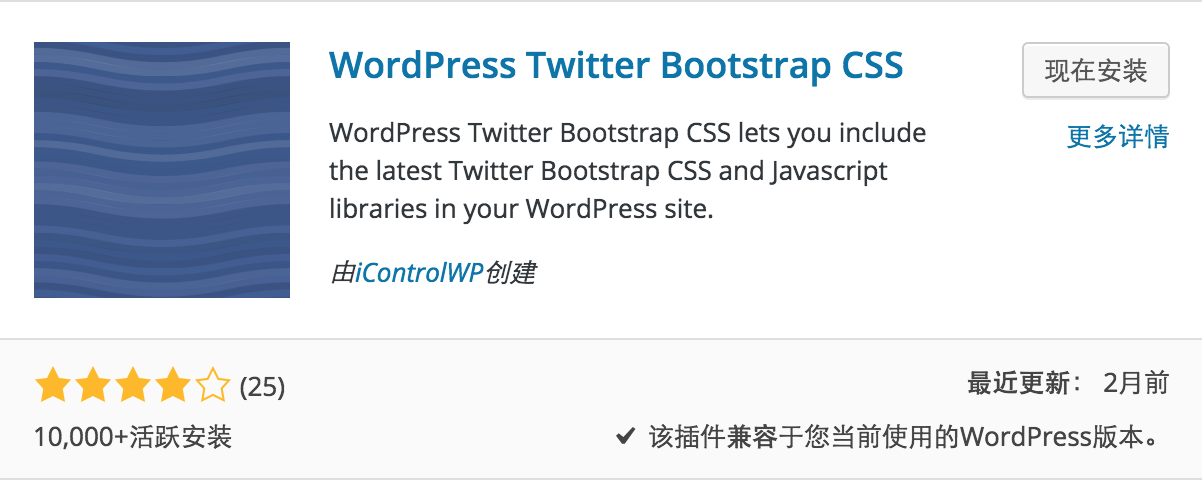 WordPress Twitter Bootstrap CSS
现在安装
更多详情
WordPress Twitter Bootstrap CSS lets you include
the latest Twitter Bootstrap CSS and Javascript
libraries in your WordPress site.
由iControlWP创建
(25)
最近更新： 2月前
10,000+活跃安装
该插件兼容于您当前使用的WordPress版本。